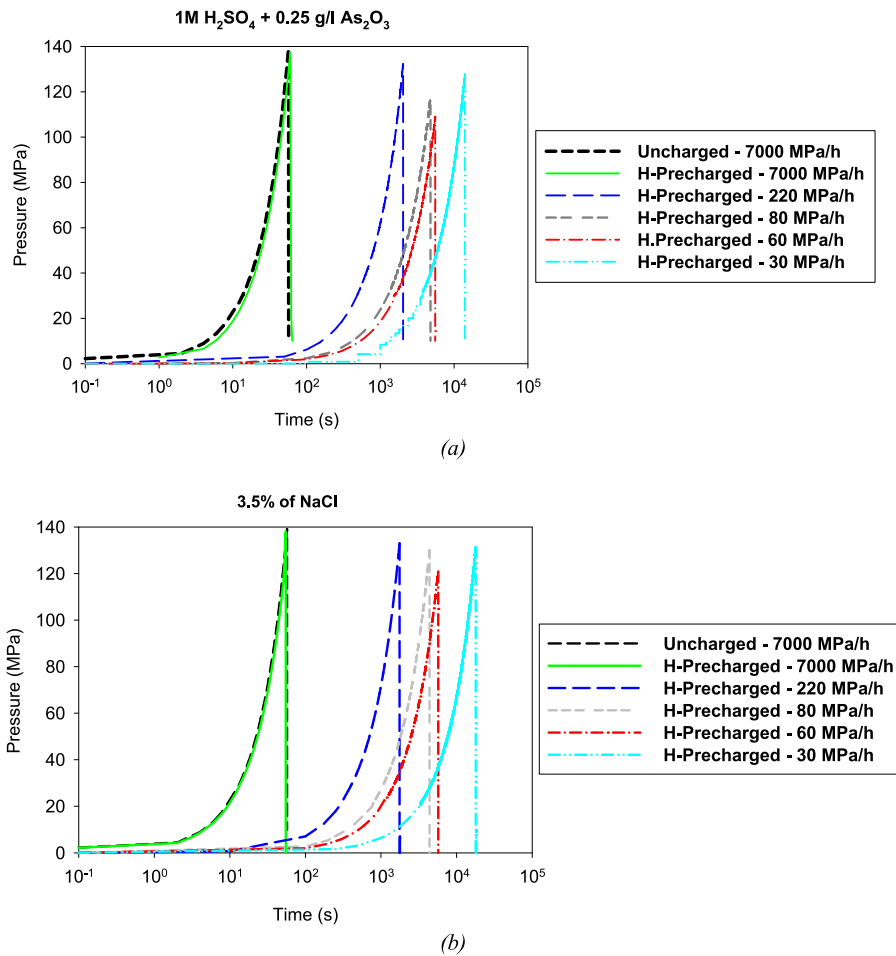 1M H₂SO₄ + 0.25 g/l As₂O₃
140
120
100
80
60
40
20
0
Pressure (MPa)
10⁻¹ 10⁰ 10¹ 10² 10³ 10⁴ 10⁵
Time (s)
Uncharged - 7000 MPa/h
H-Precharged - 7000 MPa/h
H-Precharged - 220 MPa/h
H-Precharged - 80 MPa/h
H.Precharged - 60 MPa/h
H-Precharged - 30 MPa/h
(a)
3.5% of NaCl
140
120
100
80
60
40
20
0
Pressure (MPa)
10⁻¹ 10⁰ 10¹ 10² 10³ 10⁴ 10⁵
Time (s)
Uncharged - 7000 MPa/h
H-Precharged - 7000 MPa/h
H-Precharged - 220 MPa/h
H-Precharged - 80 MPa/h
H-Precharged - 60 MPa/h
H-Precharged - 30 MPa/h
(b)